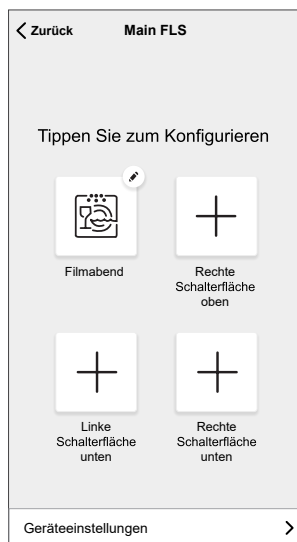 Zurück Main FLS
Tippen Sie zum Konfigurieren
Filmabend
Rechte
Schalterfläche
oben
Linke
Schalterfläche
unten
Rechte
Schalterfläche
unten
Geräteeinstellungen